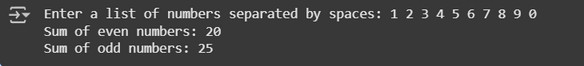 Enter a list of numbers separated by spaces: 1 2 3 4 5 6 7 8 9 0
Sum of even numbers: 20
Sum of odd numbers: 25